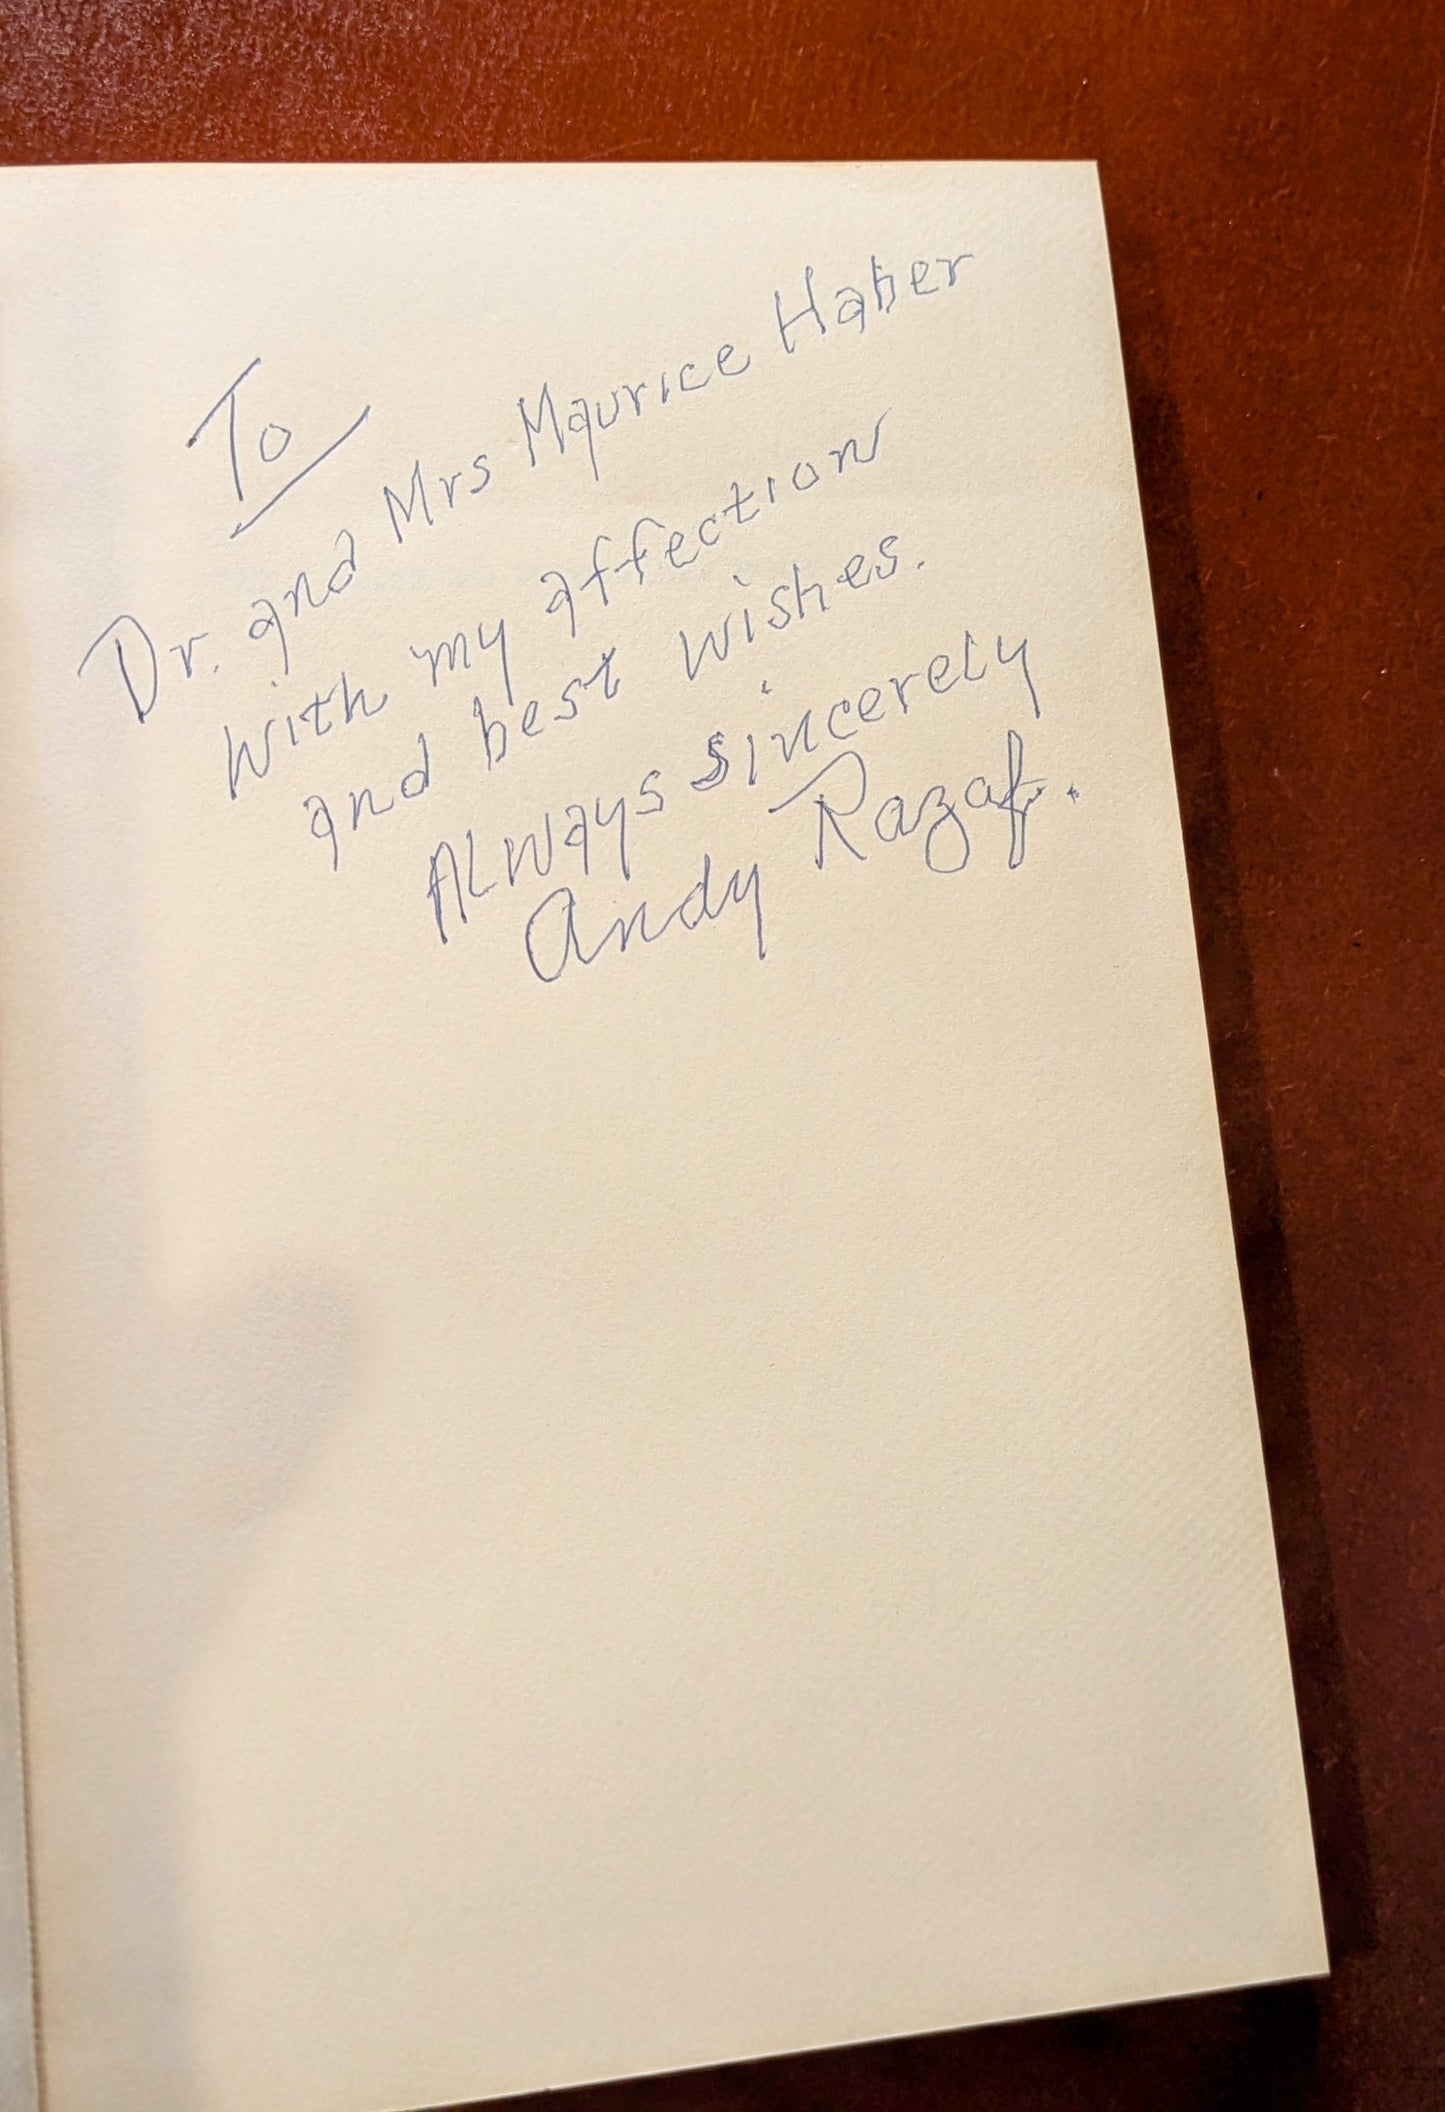 To
Dr. and Mrs Maurice Haber
with my affection
and best wishes.
Always sincerely
Andy Razaf.